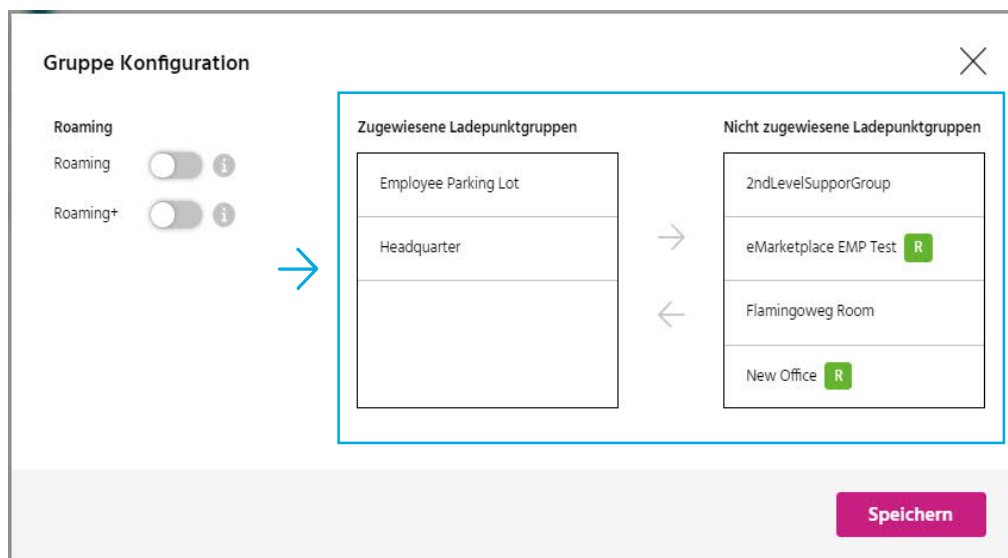 Gruppe Konfiguration
Roaming
Roaming
Roaming+
Zugewiesene Ladepunktgruppen
Employee Parking Lot
Headquarter
Nicht zugewiesene Ladepunktgruppen
2ndLevelSupporGroup
eMarketplace EMP Test R
Flamingoweg Room
New Office R
Speichern